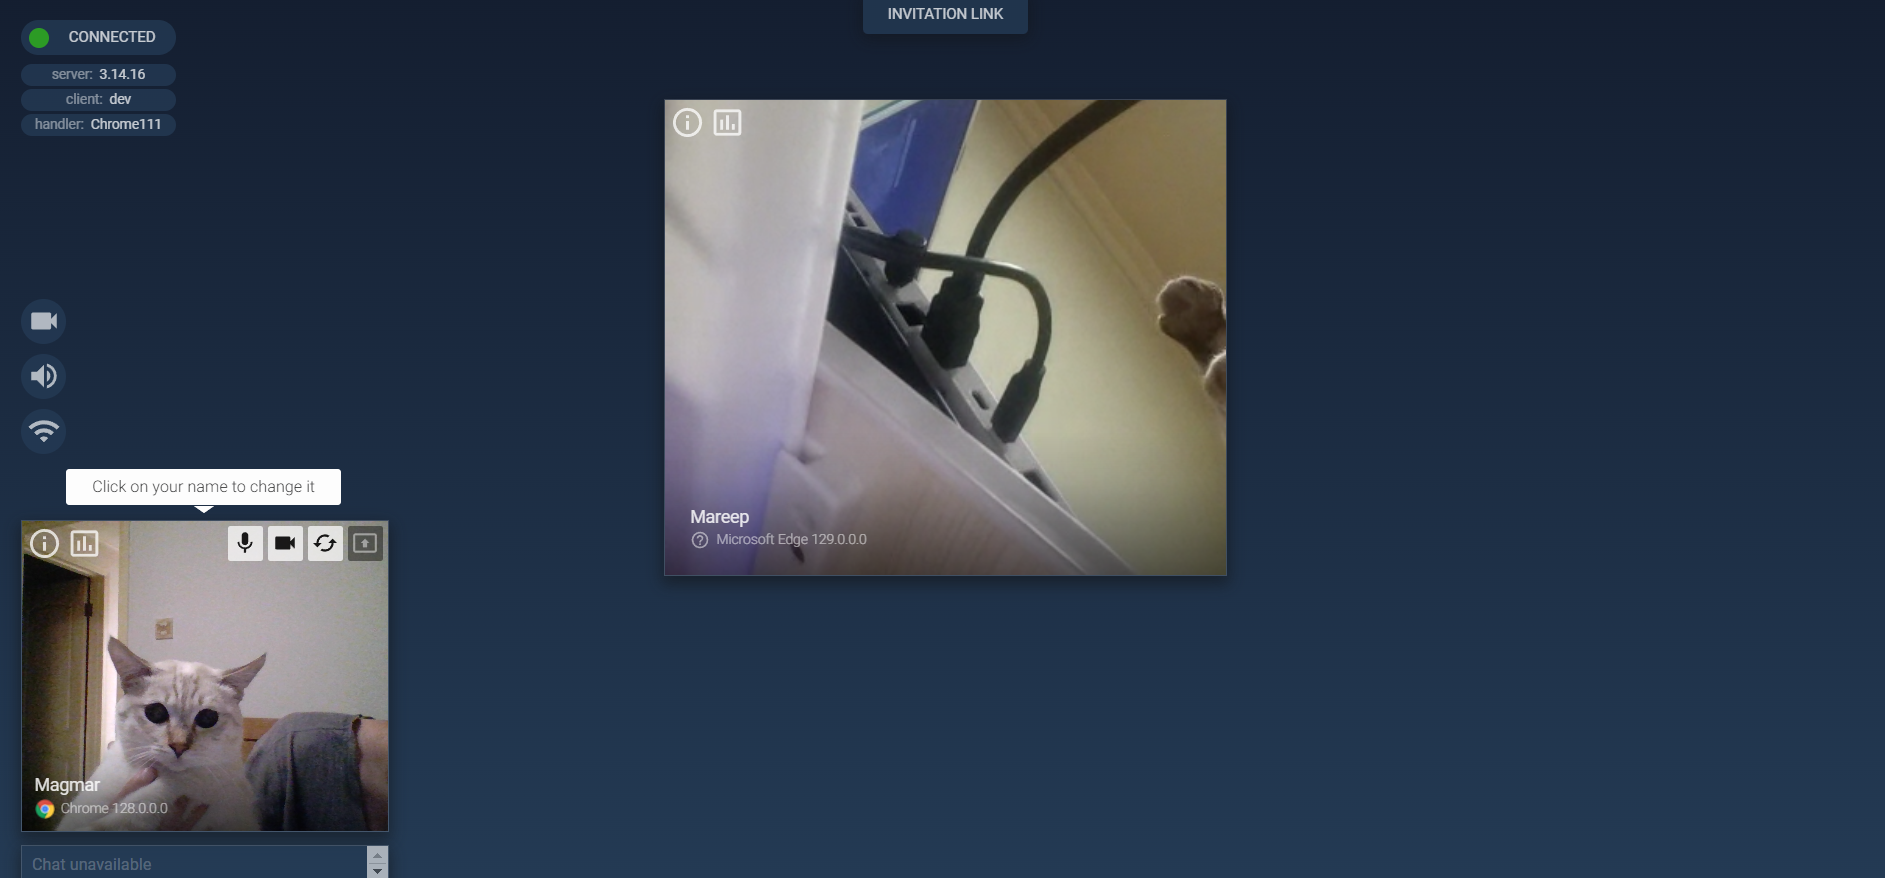 INVITATION LINK
CONNECTED
server: 3.14.16
client: dev
handler: Chrome111
Mareep
Microsoft Edge 129.0.0.0
Click on your name to change it
Magmar
Chrome 128.0.0.0
Chat unavailable